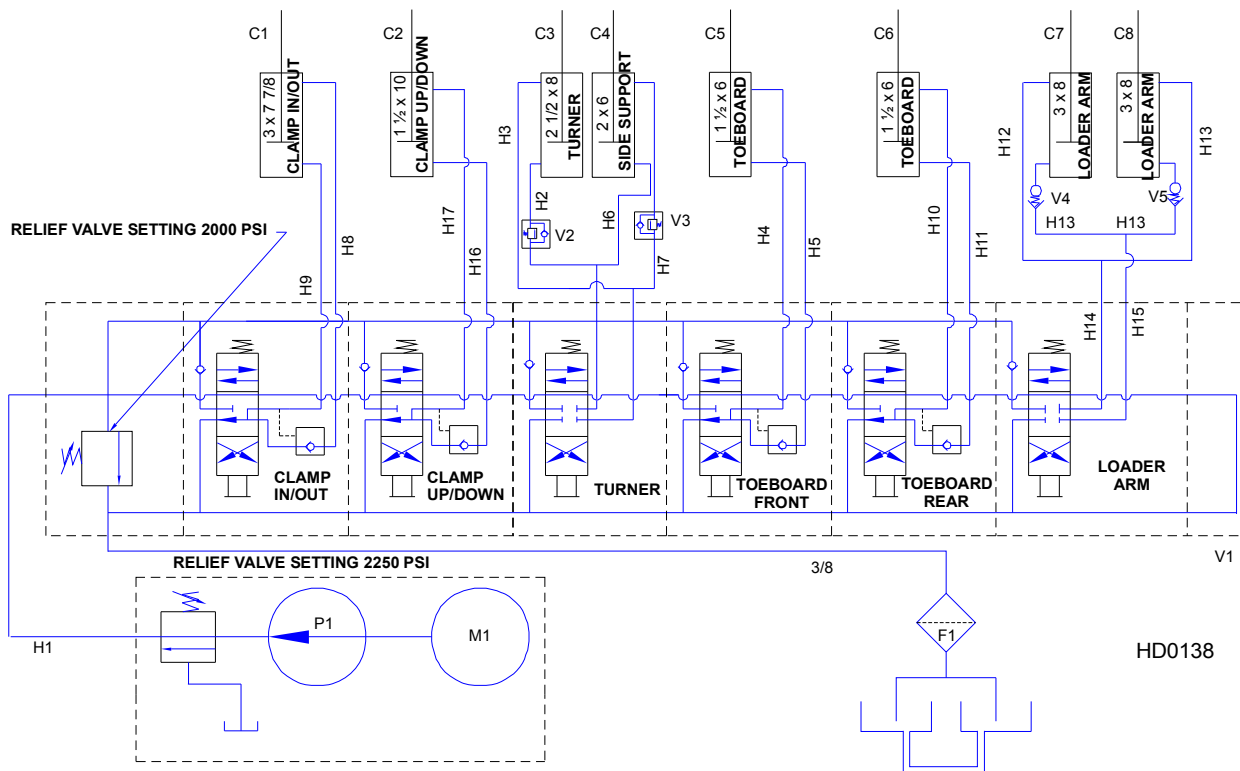 C1
C2
C3
C4
C5
C6
C7
C8
3 x 7 7/8
CLAMP IN/OUT
1 ½ x 10
CLAMP UP/DOWN
2 1/2 x 8
TURNER
2 x 6
SIDE SUPPORT
1 ½ x 6
TOEBOARD
1 ½ x 6
TOEBOARD
3 x 8
LOADER ARM
3 x 8
LOADER ARM
H3
H12
H13
H2
H6
V2
V3
V4
V5
H13
H13
H17
H16
H7
H4
H5
H10
H11
RELIEF VALVE SETTING 2000 PSI
H8
H9
H14
H15
CLAMP
IN/OUT
CLAMP
UP/DOWN
TURNER
TOEBOARD
FRONT
TOEBOARD
REAR
LOADER
ARM
RELIEF VALVE SETTING 2250 PSI
3/8
V1
P1
M1
H1
F1
HD0138